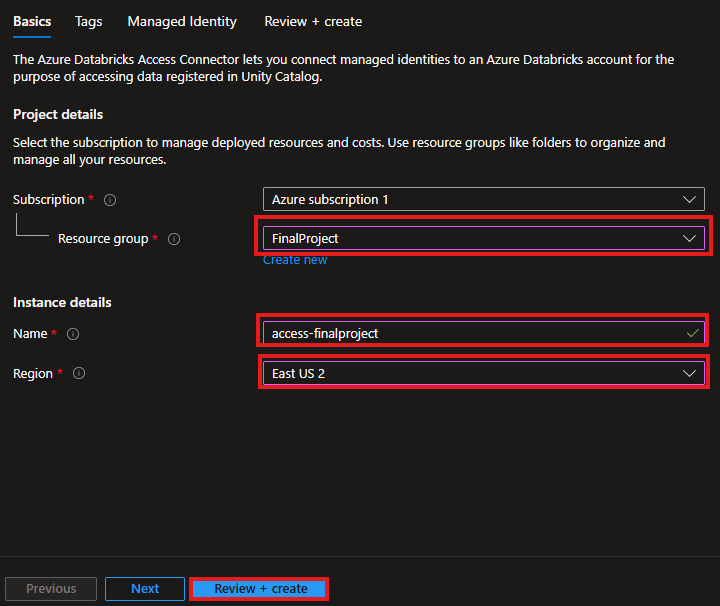 Basics Tags Managed Identity Review + create
The Azure Databricks Access Connector lets you connect managed identities to an Azure Databricks account for the
purpose of accessing data registered in Unity Catalog.
Project details
Select the subscription to manage deployed resources and costs. Use resource groups like folders to organize and
manage all your resources.
Subscription * Azure subscription 1
Resource group * FinalProject
Create new
Instance details
Name * access-finalproject
Region * East US 2
Previous Next Review + create